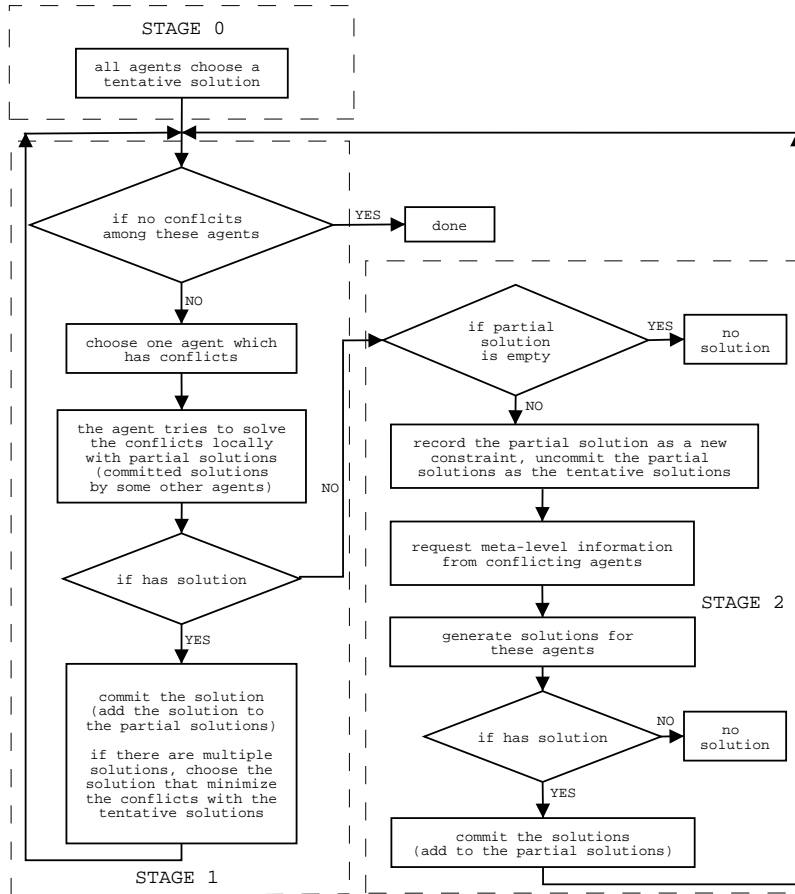 STAGE 0
all agents choose a
tentative solution
if no conflcits
among these agents
YES
done
NO
choose one agent which
has conflicts
the agent tries to solve
the conflicts locally
with partial solutions
(committed solutions
by some other agents)
NO
if has solution
YES
commit the solution
(add the solution to
the partial solutions)
if there are multiple
solutions, choose the
solution that minimize
the conflicts with the
tentative solutions
STAGE 1
if partial
solution
is empty
YES
no
solution
NO
record the partial solution as a new
constraint, uncommit the partial
solutions as the tentative solutions
request meta-level information
from conflicting agents
STAGE 2
generate solutions for
these agents
if has solution
NO
no
solution
YES
commit the solutions
(add to the partial solutions)